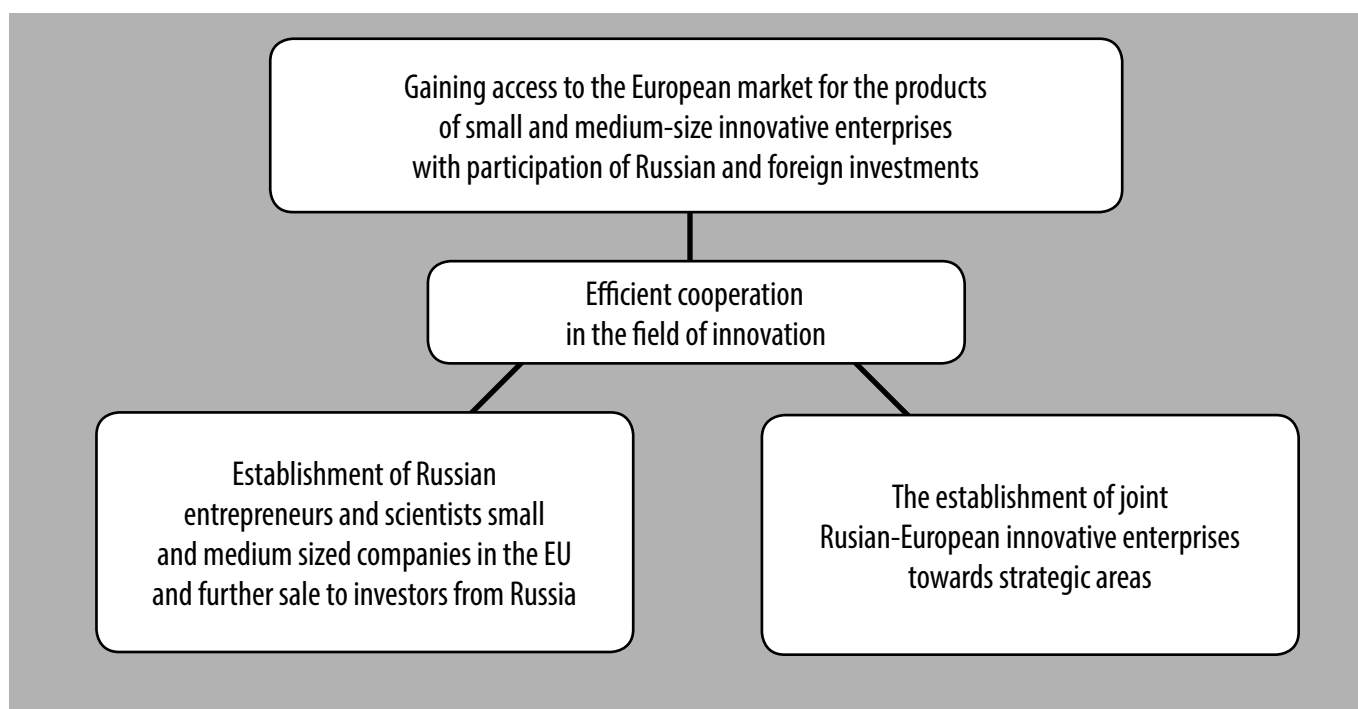 Gaining access to the European market for the products
of small and medium-size innovative enterprises
with participation of Russian and foreign investments
Efficient cooperation
in the field of innovation
Establishment of Russian
entrepreneurs and scientists small
and medium sized companies in the EU
and further sale to investors from Russia
The establishment of joint
Rusian-European innovative enterprises
towards strategic areas